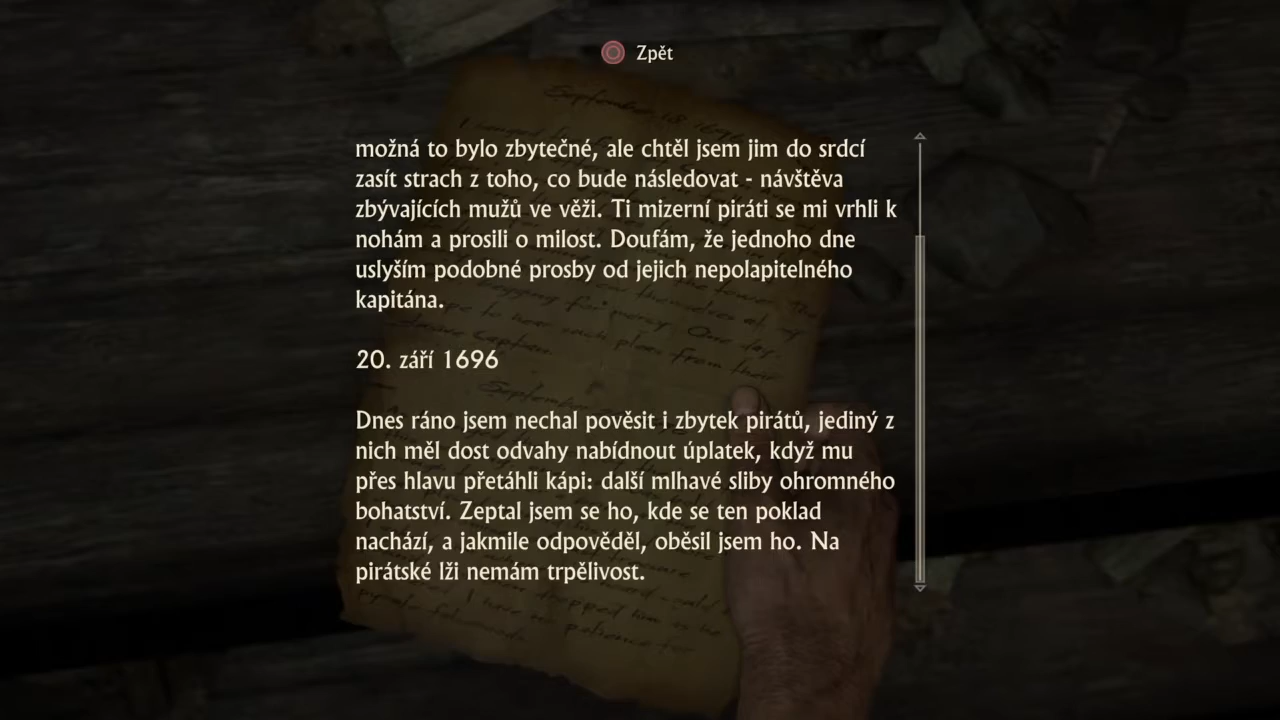 Zpět
možná to bylo zbytečné, ale chtěl jsem jim do srdcí
zasít strach z toho, co bude následovat - návštěva
zbývajících mužů ve věži. Ti mizerní piráti se mi vrhli k
nohám a prosili o milost. Doufám, že jednoho dne
uslyším podobné prosby od jejich nepolapitelného
kapitána.
20. září 1696
Dnes ráno jsem nechal pověsit i zbytek pirátů, jediný z
nich měl dost odvahy nabídnout úplatek, když mu
přes hlavu přetáhli kápi: další mlhavé sliby ohromného
bohatství. Zeptal jsem se ho, kde se ten poklad
nachází, a jakmile odpověděl, oběsil jsem ho. Na
pirátské lži nemám trpělivost.